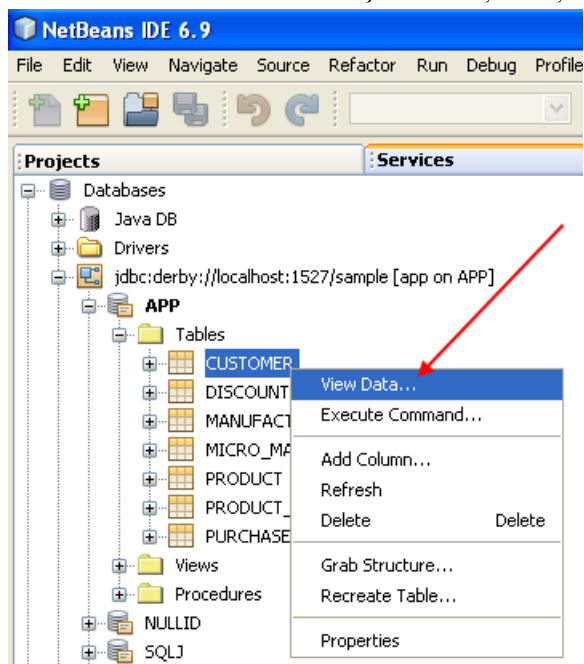 NetBeans IDE 6.9
File Edit View Navigate Source Refactor Run Debug Profile
Projects Services
Databases
Java DB
Drivers
jdbc:derby://localhost:1527/sample [app on APP]
APP
Tables
CUSTOMER
DISCOUNT
MANUFACT
MICRO_MA
PRODUCT
PRODUCT_
PURCHASE
Views
Procedures
NULLID
SQLJ
View Data...
Execute Command...
Add Column...
Refresh
Delete Delete
Grab Structure...
Recreate Table...
Properties